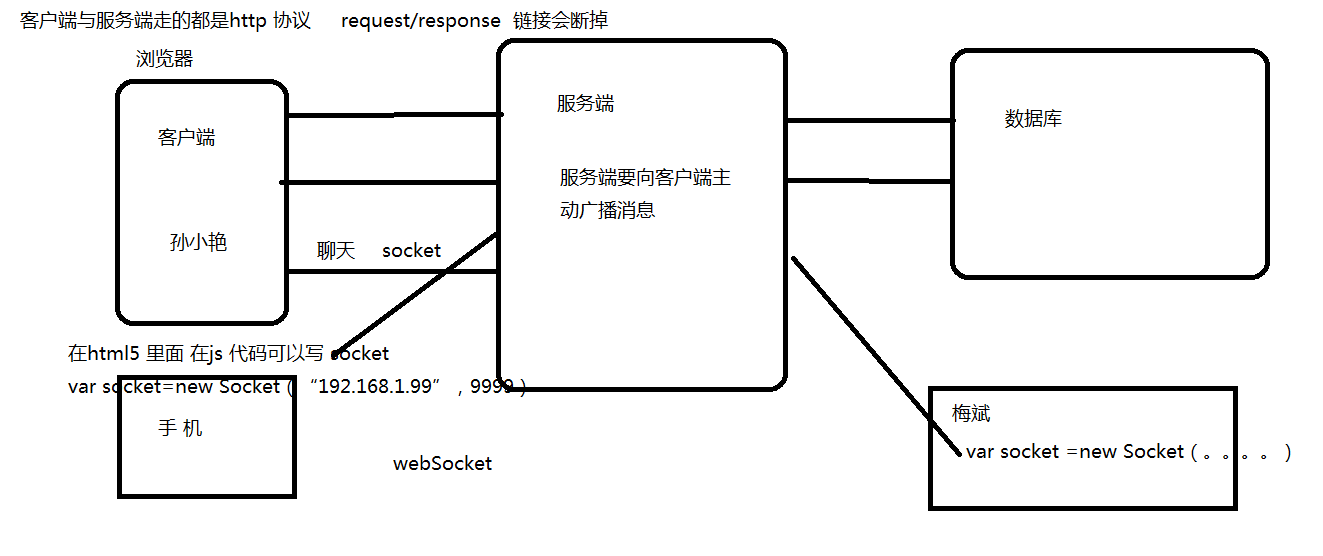 客户端与服务端走的都是http 协议 request/response 链接会断掉
浏览器
客户端
孙小艳
服务端
服务端要向客户端主
动广播消息
数据库
聊天 socket
在html5 里面 在js 代码可以写 socket
var socket=new Socket（ “192.168.1.99” ，9999）
手 机
webSocket
梅斌
var socket =new Socket（ 。。。。 ）